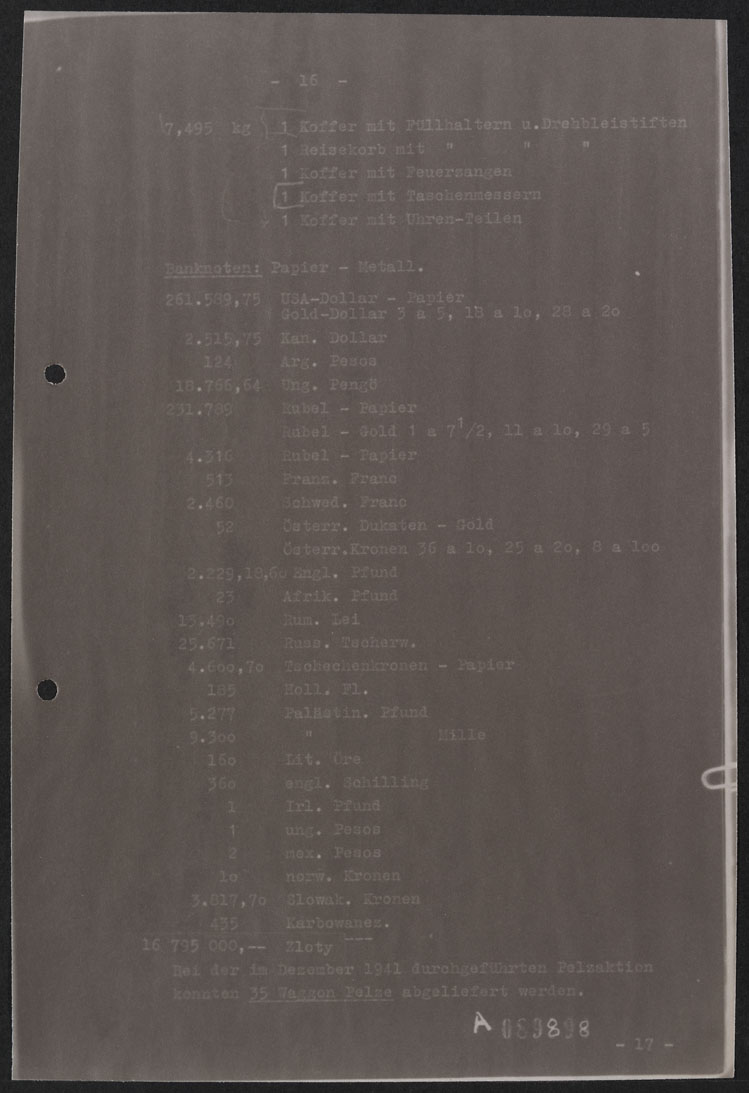 - 16 -
7,495 kg 1 Koffer mit Füllhaltern u.Drehbleistiften
1 Reisekorb mit " " "
1 Koffer mit Feuerzangen
1 Koffer mit Taschenmessern
1 Koffer mit Uhren-Teilen
Banknoten: Papier - Metall.
261.589,75 USA-Dollar - Papier
Gold-Dollar 3 a 5, 18 a 1o, 28 a 2o
2.515,75 Kan. Dollar
124 Arg. Pesos
18.766,64 Ung. Pengö
231.789 Rubel - Papier
Rubel - Gold 1 a 7 1/2, 11 a 1o, 29 a 5
4.316 Rubel - Papier
513 Franz. Franc
2.460 Schwed. Franc
52 Österr. Dukaten - Gold
Österr.Kronen 36 a 1o, 25 a 2o, 8 a 1oo
2.229,18,6o Engl. Pfund
23 Afrik. Pfund
13.49o Rum. Lei
25.671 Russ. Tscherw.
4.6oo,7o Tschechenkronen - Papier
185 Holl. Fl.
5.277 Palästin. Pfund
9.3oo " Mille
16o Lit. Öre
36o engl. Schilling
1 Irl. Pfund
1 ung. Pesos
2 mex. Pesos
1o norw. Kronen
3.817,7o Slowak. Kronen
435 Karbowanez.
16 795 000,-- Zloty ---
Bei der im Dezember 1941 durchgeführten Pelzaktion
konnten 35 Waggon Pelze abgeliefert werden.
A 089898
- 17 -